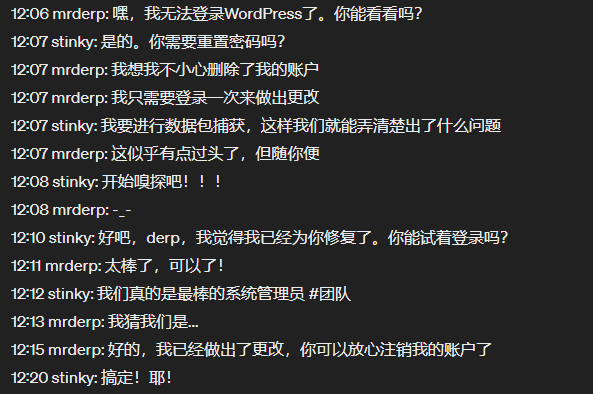 12:06 mrderp: 嘿，我无法登录WordPress了。你能看看吗？
12:07 stinky: 是的。你需要重置密码吗？
12:07 mrderp: 我想我不小心删除了我的账户
12:07 mrderp: 我只需要登录一次来做出更改
12:07 stinky: 我要进行数据包捕获，这样我们就能弄清楚出了什么问题
12:07 mrderp: 这似乎有点过头了，但随你便
12:08 stinky: 开始嗅探吧！！！
12:08 mrderp: -_-
12:10 stinky: 好吧，derp，我觉得我已经为你修复了。你能试着登录吗？
12:11 mrderp: 太棒了，可以了！
12:12 stinky: 我们真的是最棒的系统管理员 #团队
12:13 mrderp: 我猜我们是...
12:15 mrderp: 好的，我已经做出了更改，你可以放心注销我的账户了
12:20 stinky: 搞定！耶！